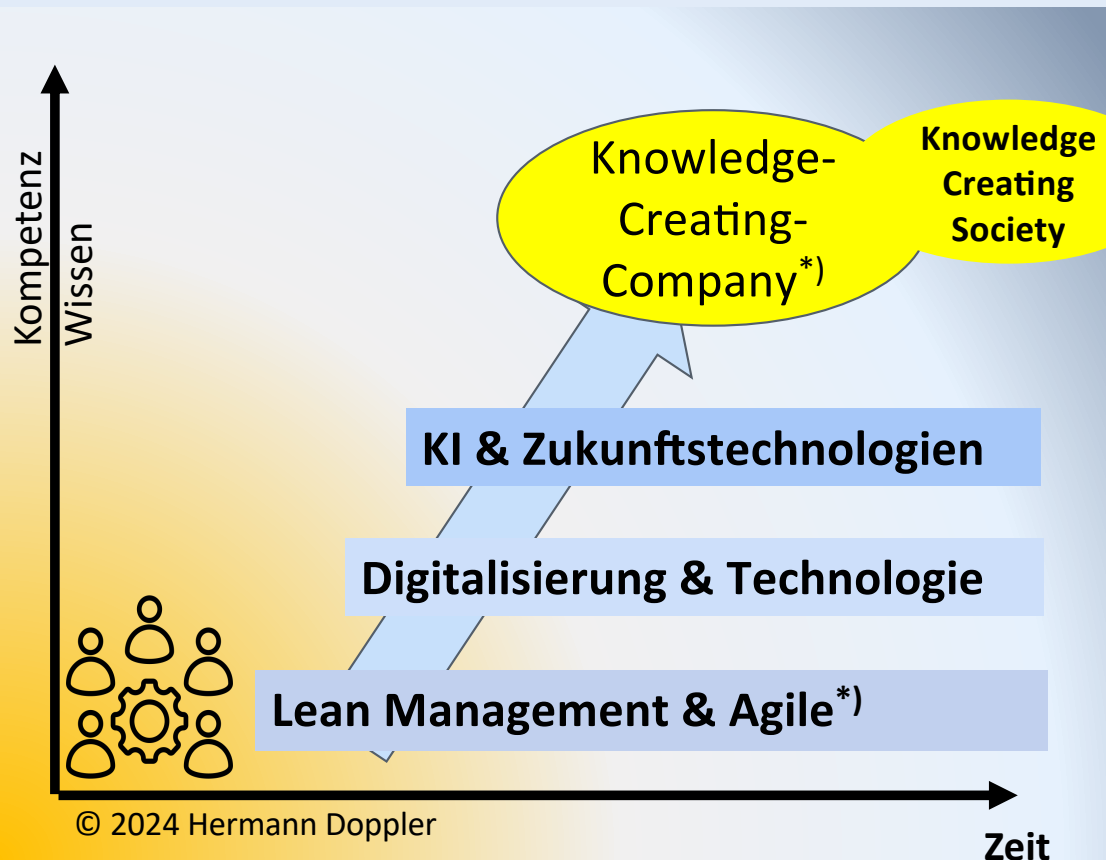 Kompetenz
Wissen
Knowledge-
Creating-
Company*)
Knowledge
Creating
Society
KI & Zukunftstechnologien
Digitalisierung & Technologie
Lean Management & Agile*)
© 2024 Hermann Doppler
Zeit